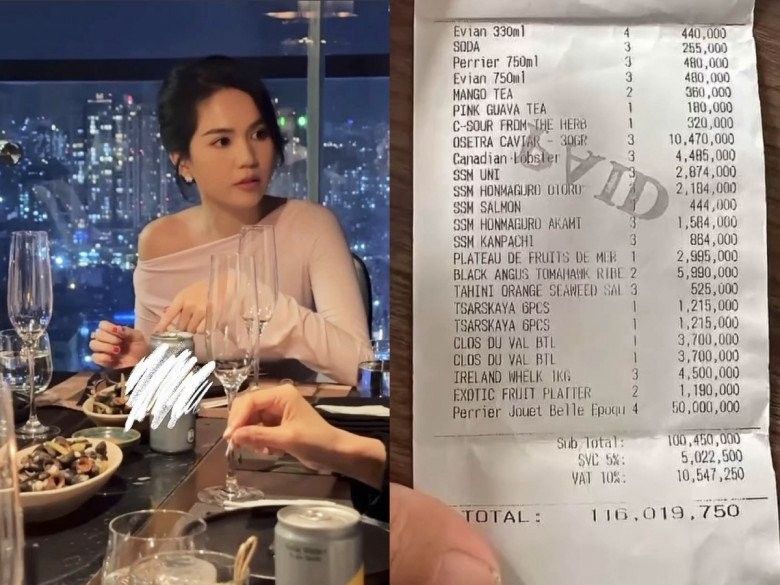 Evian 330ml 4 440,000
SODA 3 255,000
Perrier 750ml 3 480,000
Evian 750ml 3 480,000
MANGO TEA 2 360,000
PINK GUAVA TEA 1 180,000
C-SOUR FROM THE HERB 1 320,000
OSETRA CAVIAR - 30GR 3 10,470,000
Canadian Lobster 3 4,485,000
SSM UNI 3 2,874,000
SSM HONMAGURO OTORO 3 2,184,000
SSM SALMON 3 444,000
SSM HONMAGURO AKAMI 3 1,584,000
SSM KANPACHI 3 864,000
PLATEAU DE FRUITS DE MER 1 2,995,000
BLACK ANGUS TOMAHAWK RIBE 2 5,990,000
TAHINI ORANGE SEAWEED SAL 3 525,000
TSARSKAYA 6PCS 1 1,215,000
TSARSKAYA 6PCS 1 1,215,000
CLOS DU VAL BTL 1 3,700,000
CLOS DU VAL BTL 1 3,700,000
IRELAND WHELK 1KG 3 4,500,000
EXOTIC FRUIT PLATTER 2 1,190,000
Perrier Jouet Belle Epoqu 4 50,000,000
Sub Total: 100,450,000
SVC 5%: 5,022,500
VAT 10%: 10,547,250
TOTAL: 116,019,750
PAID